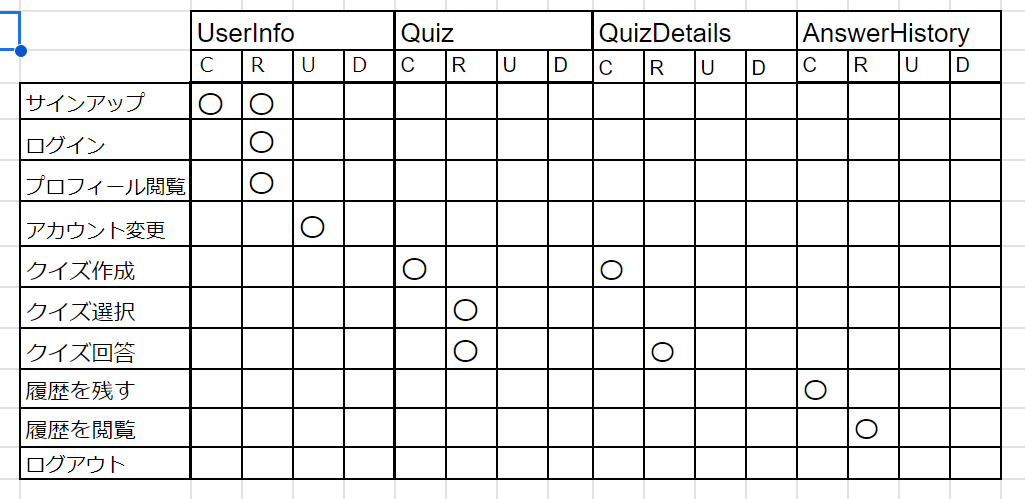 UserInfo Quiz QuizDetails AnswerHistory
C R U D C R U D C R U D C R U D
サインアップ 〇 〇
ログイン 〇
プロフィール閲覧 〇
アカウント変更 〇
クイズ作成 〇 〇
クイズ選択 〇
クイズ回答 〇 〇
履歴を残す 〇
履歴を閲覧 〇
ログアウト